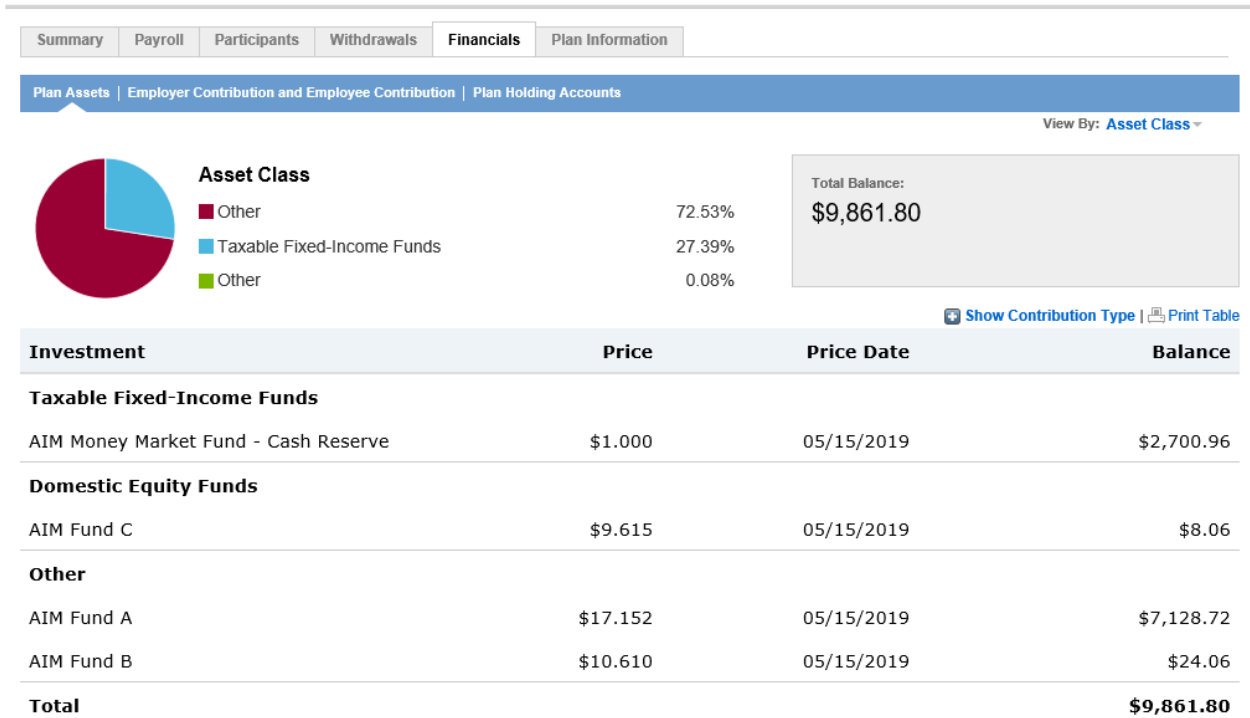 Summary Payroll Participants Withdrawals Financials Plan Information
Plan Assets | Employer Contribution and Employee Contribution | Plan Holding Accounts
View By: Asset Class
Asset Class
Other 72.53%
Taxable Fixed-Income Funds 27.39%
Other 0.08%
Total Balance:
$9,861.80
Show Contribution Type | Print Table
Investment Price Price Date Balance
Taxable Fixed-Income Funds
AIM Money Market Fund - Cash Reserve $1.000 05/15/2019 $2,700.96
Domestic Equity Funds
AIM Fund C $9.615 05/15/2019 $8.06
Other
AIM Fund A $17.152 05/15/2019 $7,128.72
AIM Fund B $10.610 05/15/2019 $24.06
Total $9,861.80